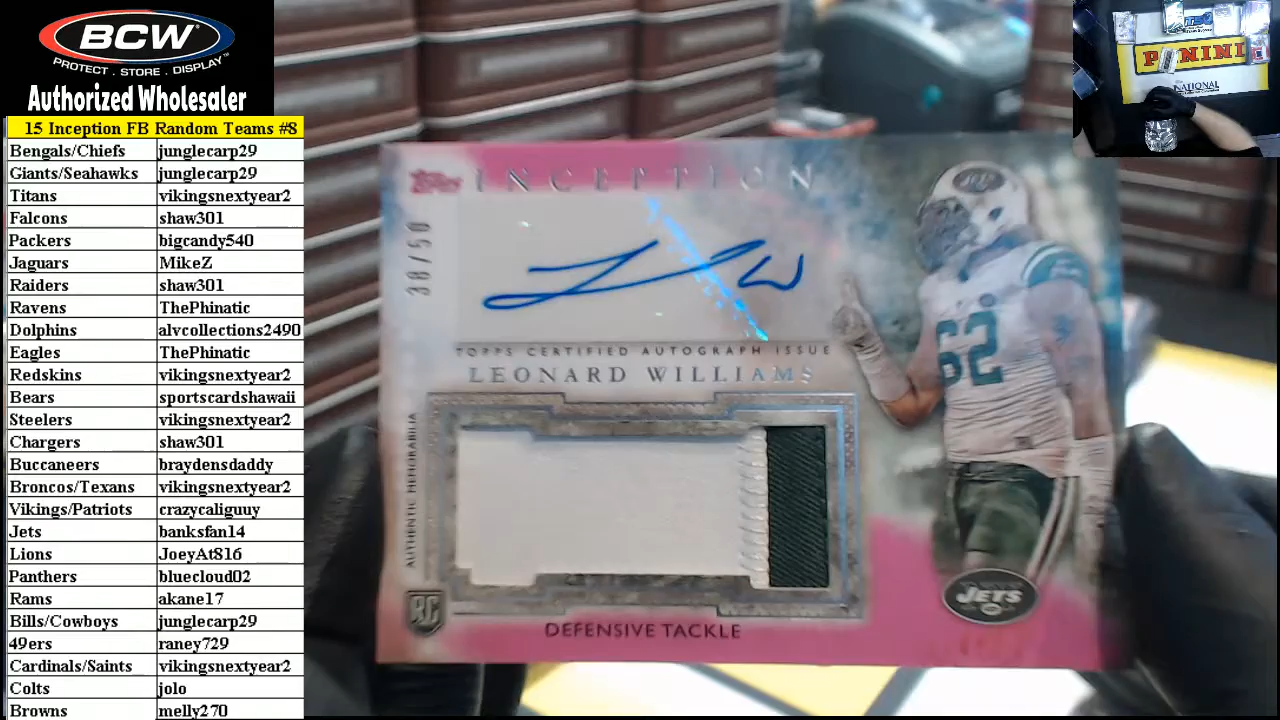 BCW
PROTECT . STORE . DISPLAY
Authorized Wholesaler
15 Inception FB Random Teams #8
Bengals/Chiefs junglecarp29
Giants/Seahawks junglecarp29
Titans vikingsnextyear2
Falcons shaw301
Packers bigcandy540
Jaguars MikeZ
Raiders shaw301
Ravens ThePhinatic
Dolphins alvcollections2490
Eagles ThePhinatic
Redskins vikingsnextyear2
Bears sportscardshawaii
Steelers vikingsnextyear2
Chargers shaw301
Buccaneers braydensdaddy
Broncos/Texans vikingsnextyear2
Vikings/Patriots crazycaliguuy
Jets banksfan14
Lions JoeyAt816
Panthers bluecloud02
Rams akane17
Bills/Cowboys junglecarp29
49ers raney729
Cardinals/Saints vikingsnextyear2
Colts jolo
Browns melly270
Topps INCEPTION
38/50
TOPPS CERTIFIED AUTOGRAPH ISSUE
LEONARD WILLIAMS
AUTHENTIC MEMORABILIA
RC
DEFENSIVE TACKLE
62
JETS
PANINI
NATIONAL